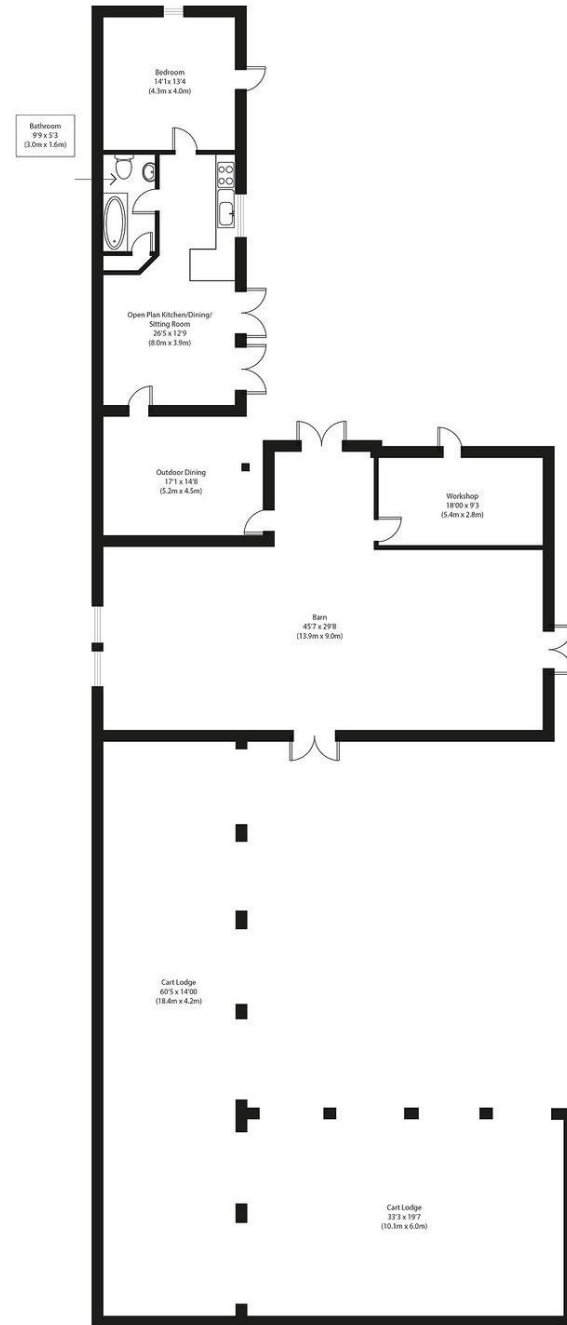 Bedroom
14'1x 13'4
(4.3m x 4.0m)
Bathroom
9'9 x 5'3
(3.0m x 1.6m)
Open Plan Kitchen/Dining/
Sitting Room
26'5 x 12'9
(8.0m x 3.9m)
Outdoor Dining
17'1 x 14'8
(5.2m x 4.5m)
Workshop
18'00 x 9'3
(5.4m x 2.8m)
Barn
45'7 x 29'8
(13.9m x 9.0m)
Cart Lodge
60'5 x 14'00
(18.4m x 4.2m)
Cart Lodge
33'3 x 19'7
(10.1m x 6.0m)